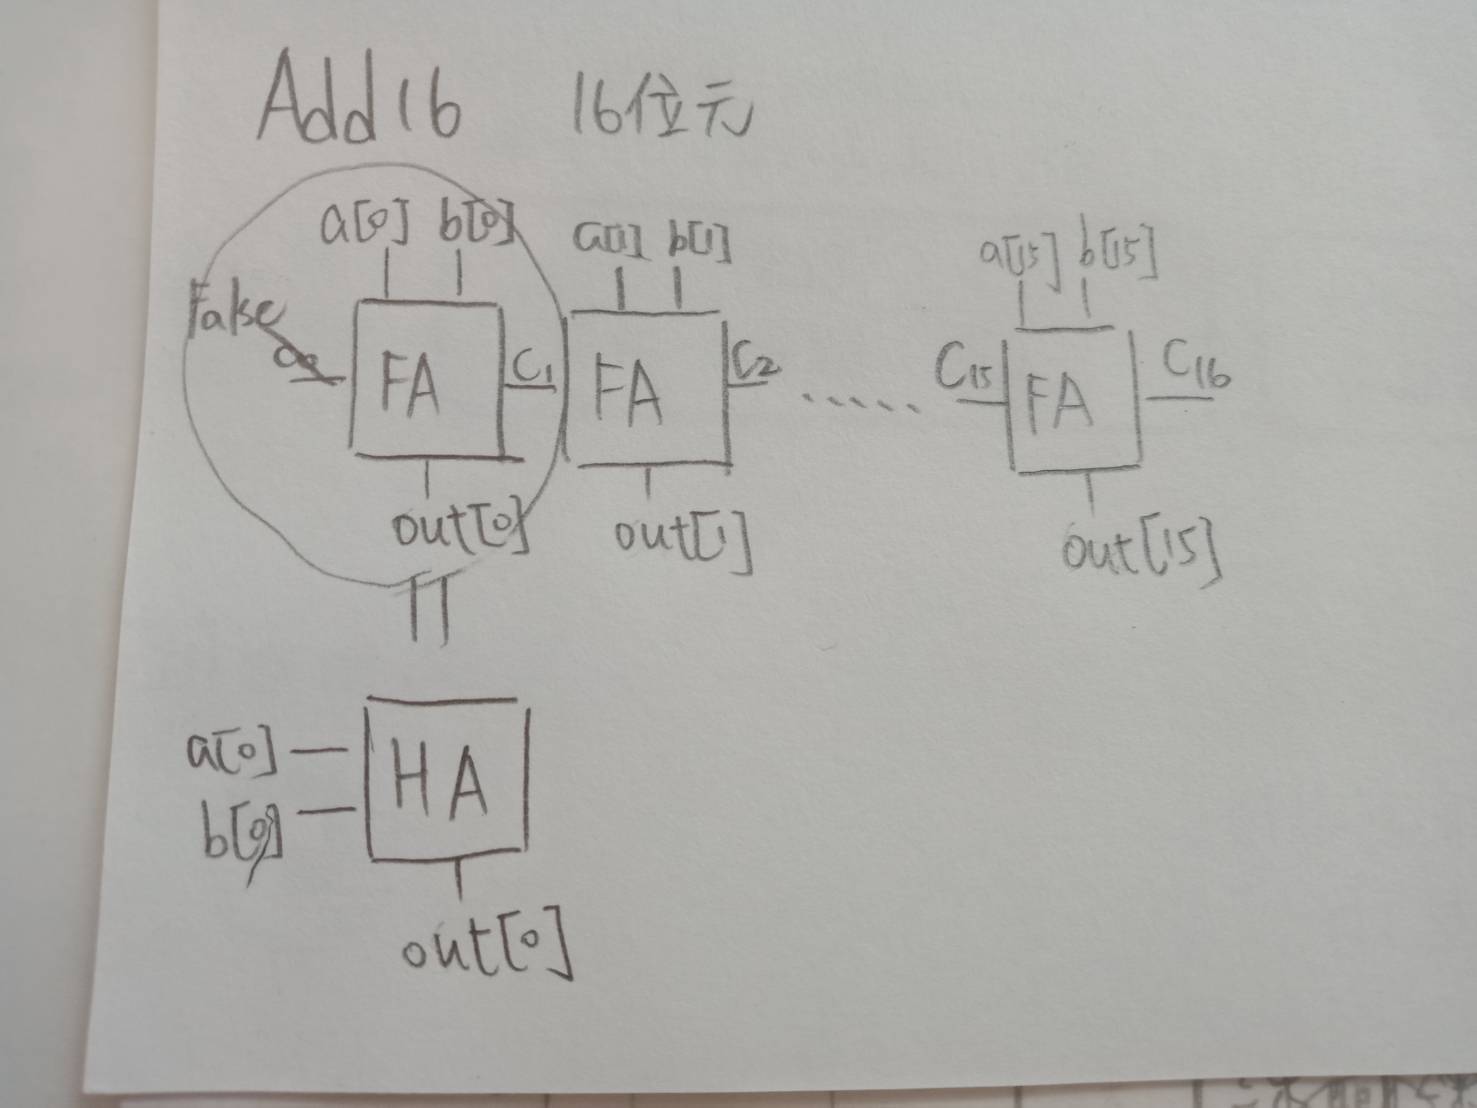 Add16 16位元
a[0] b[0] a[1] b[1] a[15] b[15]
False
FA C1 FA C2 ...... C15 FA C16
out[0] out[1] out[15]
a[0] HA
b[0]
out[0]